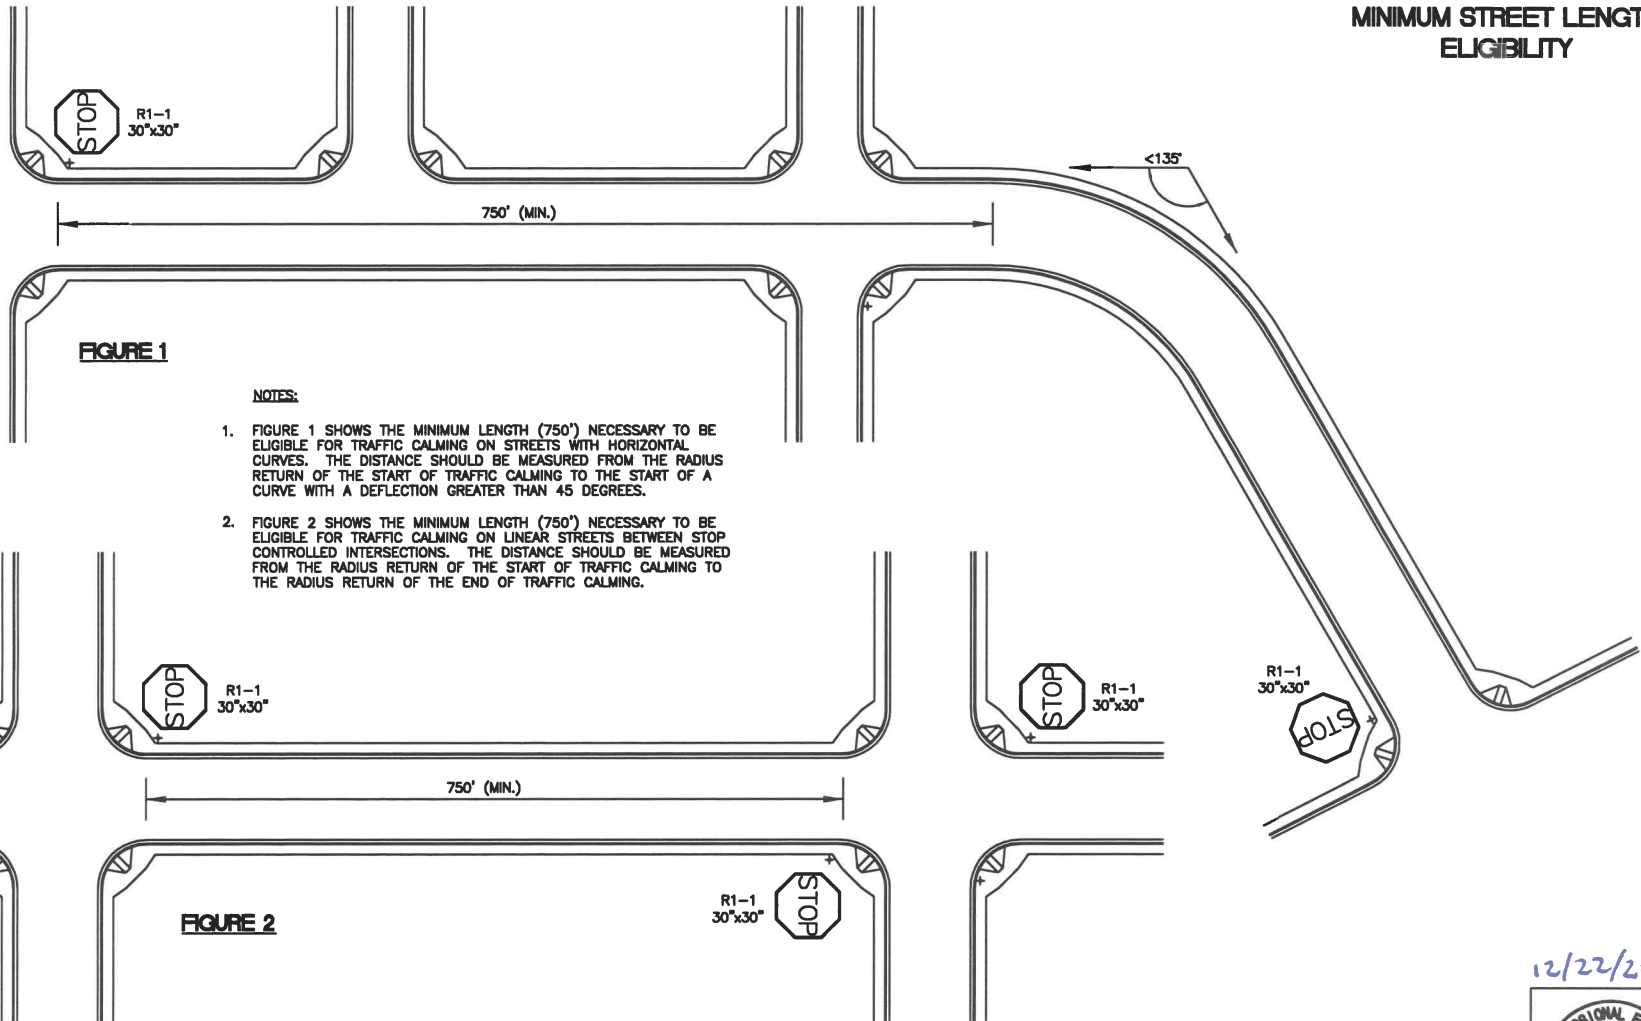 MINIMUM STREET LENGT
ELIGIBILITY
STOP
R1-1
30"x30"
<135°
750' (MIN.)
FIGURE 1
NOTES:
1. FIGURE 1 SHOWS THE MINIMUM LENGTH (750') NECESSARY TO BE
ELIGIBLE FOR TRAFFIC CALMING ON STREETS WITH HORIZONTAL
CURVES. THE DISTANCE SHOULD BE MEASURED FROM THE RADIUS
RETURN OF THE START OF TRAFFIC CALMING TO THE START OF A
CURVE WITH A DEFLECTION GREATER THAN 45 DEGREES.
2. FIGURE 2 SHOWS THE MINIMUM LENGTH (750') NECESSARY TO BE
ELIGIBLE FOR TRAFFIC CALMING ON LINEAR STREETS BETWEEN STOP
CONTROLLED INTERSECTIONS. THE DISTANCE SHOULD BE MEASURED
FROM THE RADIUS RETURN OF THE START OF TRAFFIC CALMING TO
THE RADIUS RETURN OF THE END OF TRAFFIC CALMING.
STOP
R1-1
30"x30"
STOP
R1-1
30"x30"
R1-1
30"x30"
STOP
750' (MIN.)
R1-1
30"x30"
STOP
FIGURE 2
12/22/2